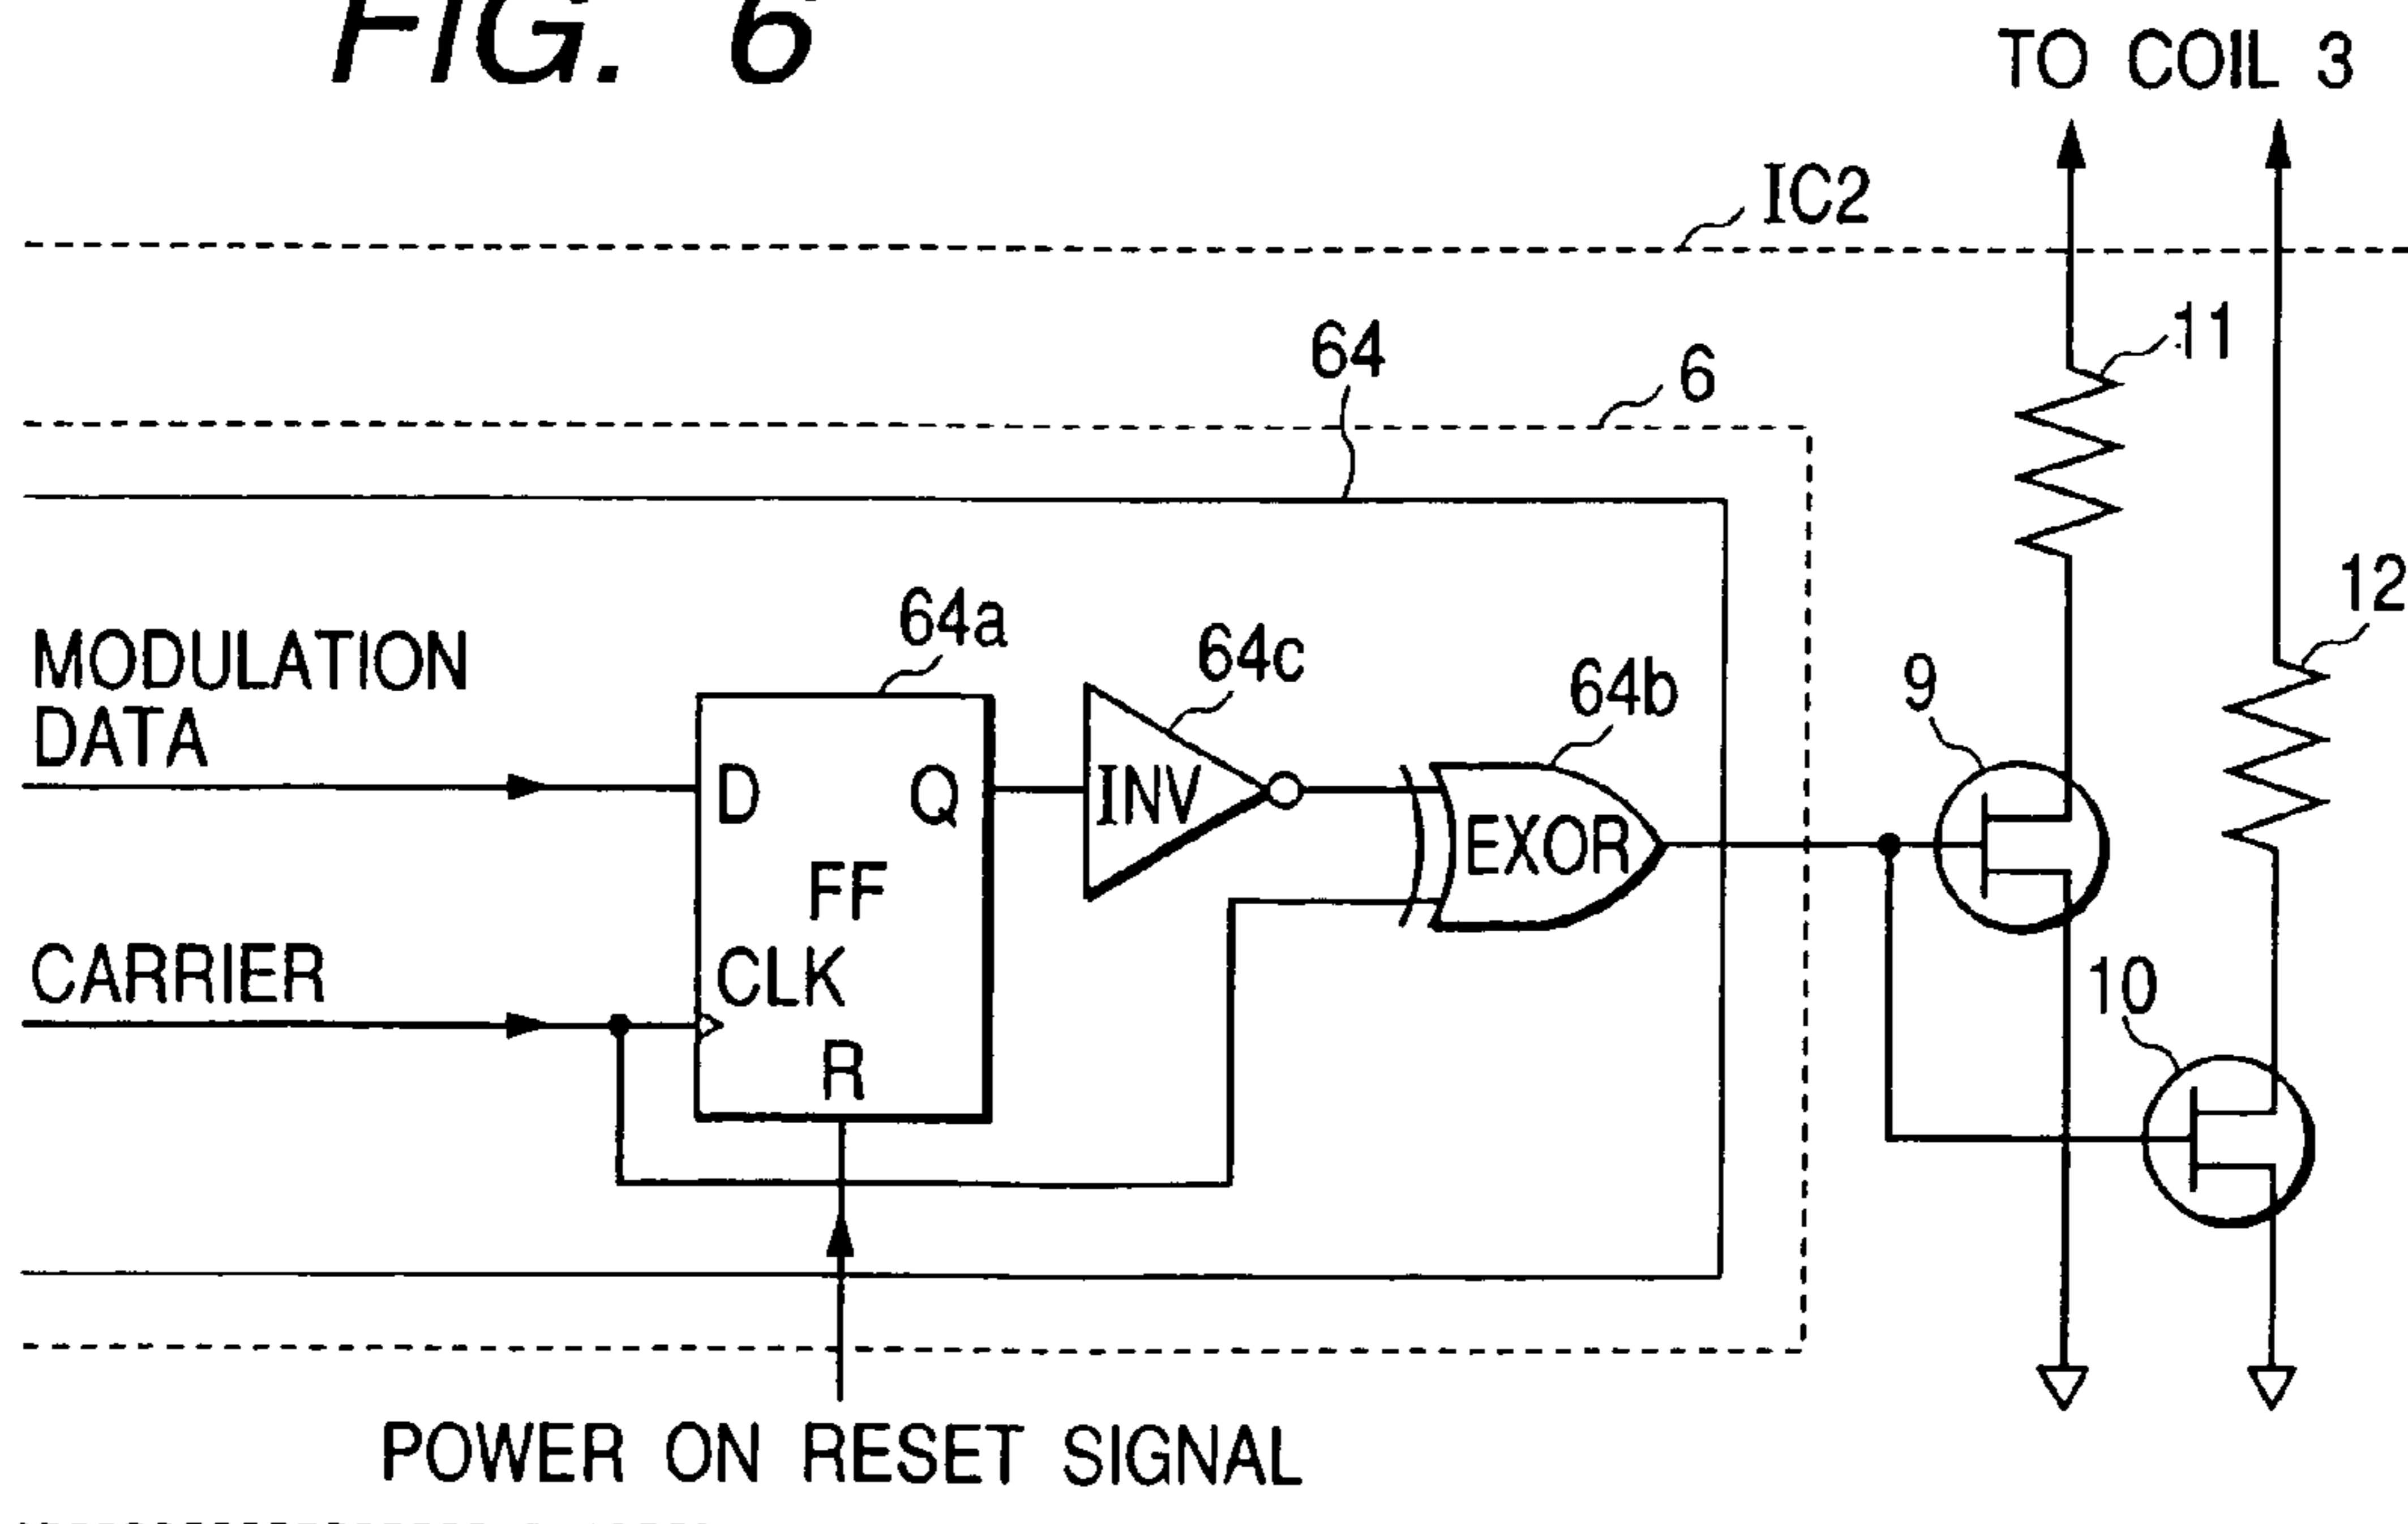 FIG. 6
TO COIL 3
IC2
11
64
6
12
64a
64c
64b
9
MODULATION
DATA
D
Q
INV
EXOR
FF
CARRIER
CLK
10
R
POWER ON RESET SIGNAL